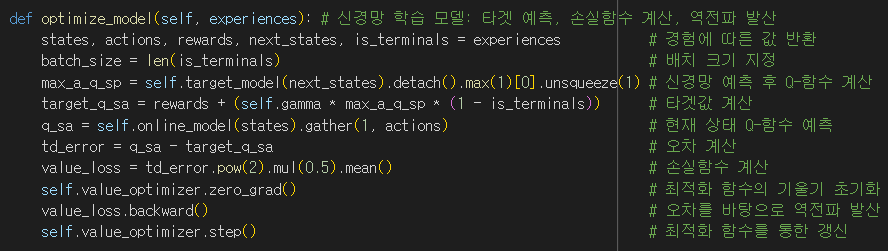 def optimize_model(self, experiences): # 신경망 학습 모델: 타겟 예측, 손실함수 계산, 역전파 발산
states, actions, rewards, next_states, is_terminals = experiences # 경험에 따른 값 반환
batch_size = len(is_terminals) # 배치 크기 지정
max_a_q_sp = self.target_model(next_states).detach().max(1)[0].unsqueeze(1) # 신경망 예측 후 Q-함수 계산
target_q_sa = rewards + (self.gamma * max_a_q_sp * (1 - is_terminals)) # 타겟값 계산
q_sa = self.online_model(states).gather(1, actions) # 현재 상태 Q-함수 예측
td_error = q_sa - target_q_sa # 오차 계산
value_loss = td_error.pow(2).mul(0.5).mean() # 손실함수 계산
self.value_optimizer.zero_grad() # 최적화 함수의 기울기 초기화
value_loss.backward() # 오차를 바탕으로 역전파 발산
self.value_optimizer.step() # 최적화 함수를 통한 갱신